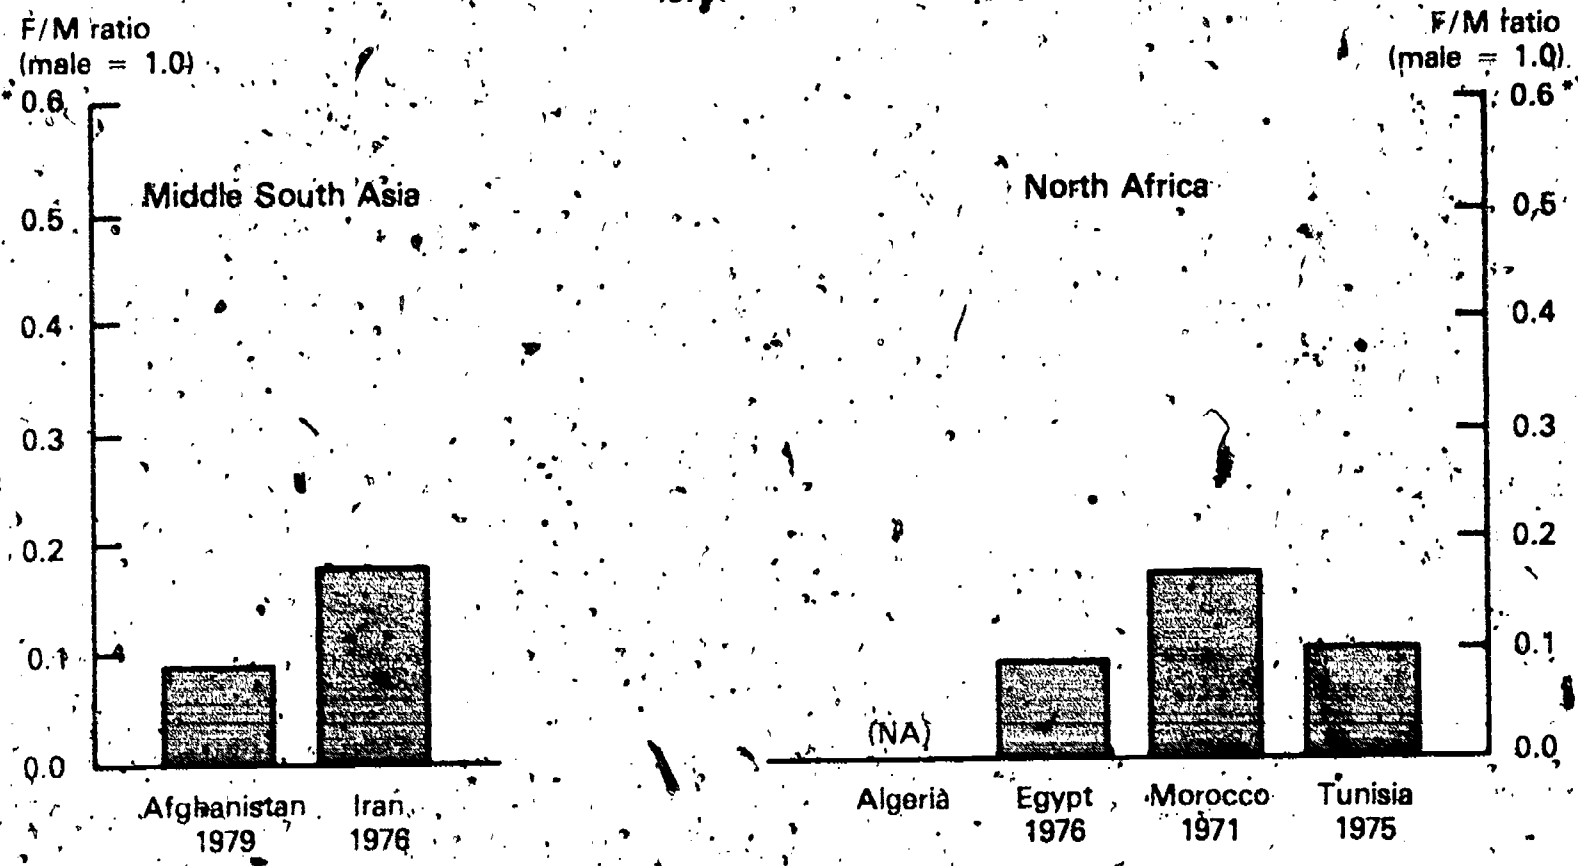 F/M ratio
(male = 1.0)
0.6
0.5
0.4
0.3
0.2
0.1
0.0
Middle South Asia
Afghanistan
1979
Iran
1976
North Africa
(NA)
Algeria
Egypt
1976
Morocco
1971
Tunisia
1975
F/M ratio
(male = 1.0)
0.6
0.5
0.4
0.3
0.2
0.1
0.0